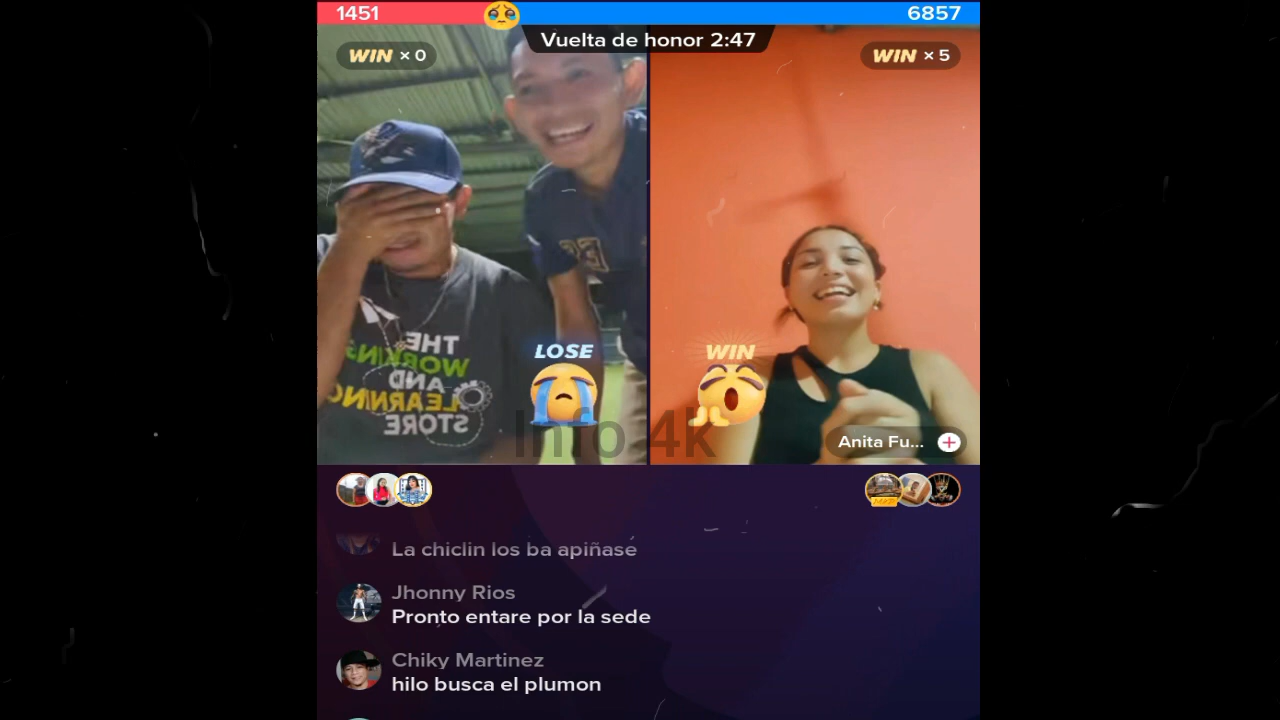 1451
6857
Vuelta de honor 2:47
WIN × 0
WIN × 5
THE
WORKING
AND
LEARNING
STORE
LOSE
WIN
Info 4k
Anita Fu...
La chiclin los ba apiñase
Jhonny Rios
Pronto entare por la sede
Chiky Martinez
hilo busca el plumon